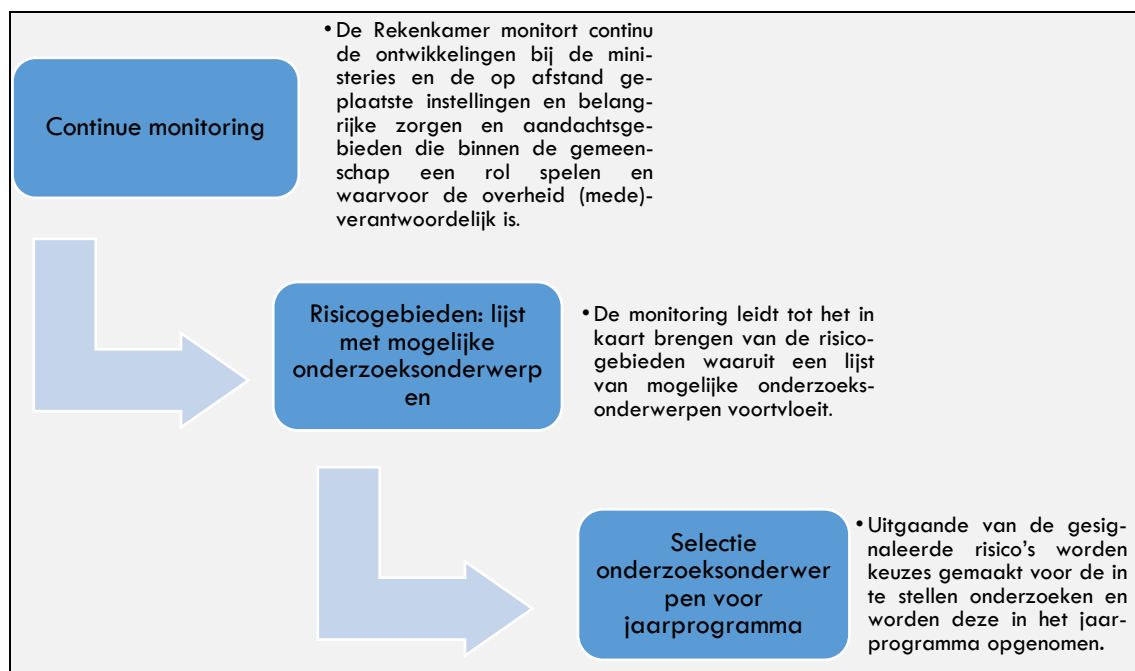 Continue monitoring
• De Rekenkamer monitort continu
de ontwikkelingen bij de mini-
steries en de op afstand ge-
plaatste instellingen en belang-
rijke zorgen en aandachtsge-
bieden die binnen de gemeen-
schap een rol spelen en
waarvoor de overheid (mede)-
verantwoordelijk is.
Risicogebieden: lijst
met mogelijke
onderzoeksonderwerp
en
• De monitoring leidt tot het in
kaart brengen van de risico-
gebieden waaruit een lijst
van mogelijke onderzoeks-
onderwerpen voortvloeit.
Selectie
onderzoeksonderwer
pen voor
jaarprogramma
• Uitgaande van de gesig-
naleerde risico’s worden
keuzes gemaakt voor de in
te stellen onderzoeken en
worden deze in het jaar-
programma opgenomen.